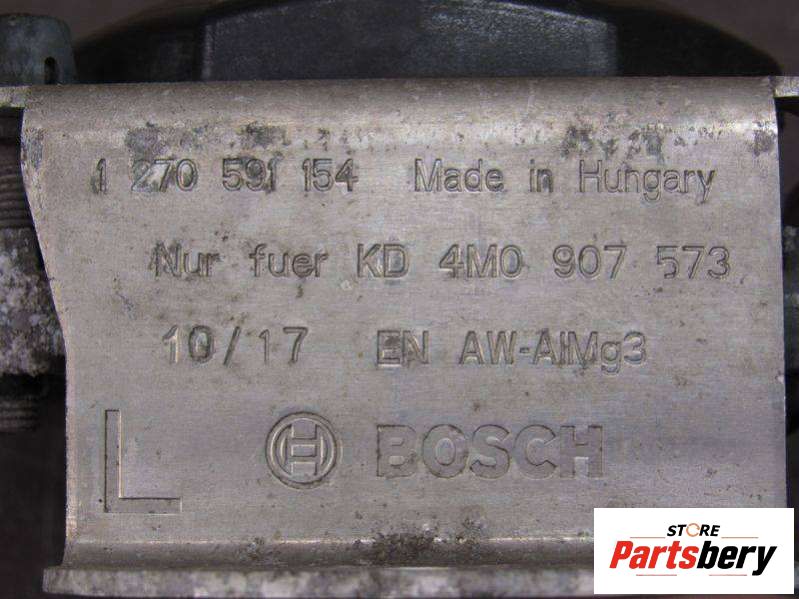 1 270 591 154 Made in Hungary
Nur fuer KD 4M0 907 573
10/17 EN AW-AlMg3
L BOSCH
STORE
Partsbery